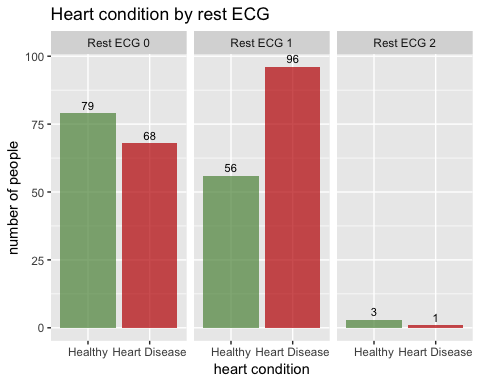 Heart condition by rest ECG
Rest ECG 0 Rest ECG 1 Rest ECG 2
number of people
100
75
50
25
0
79
68
56
96
3
1
Healthy Heart Disease Healthy Heart Disease Healthy Heart Disease
heart condition